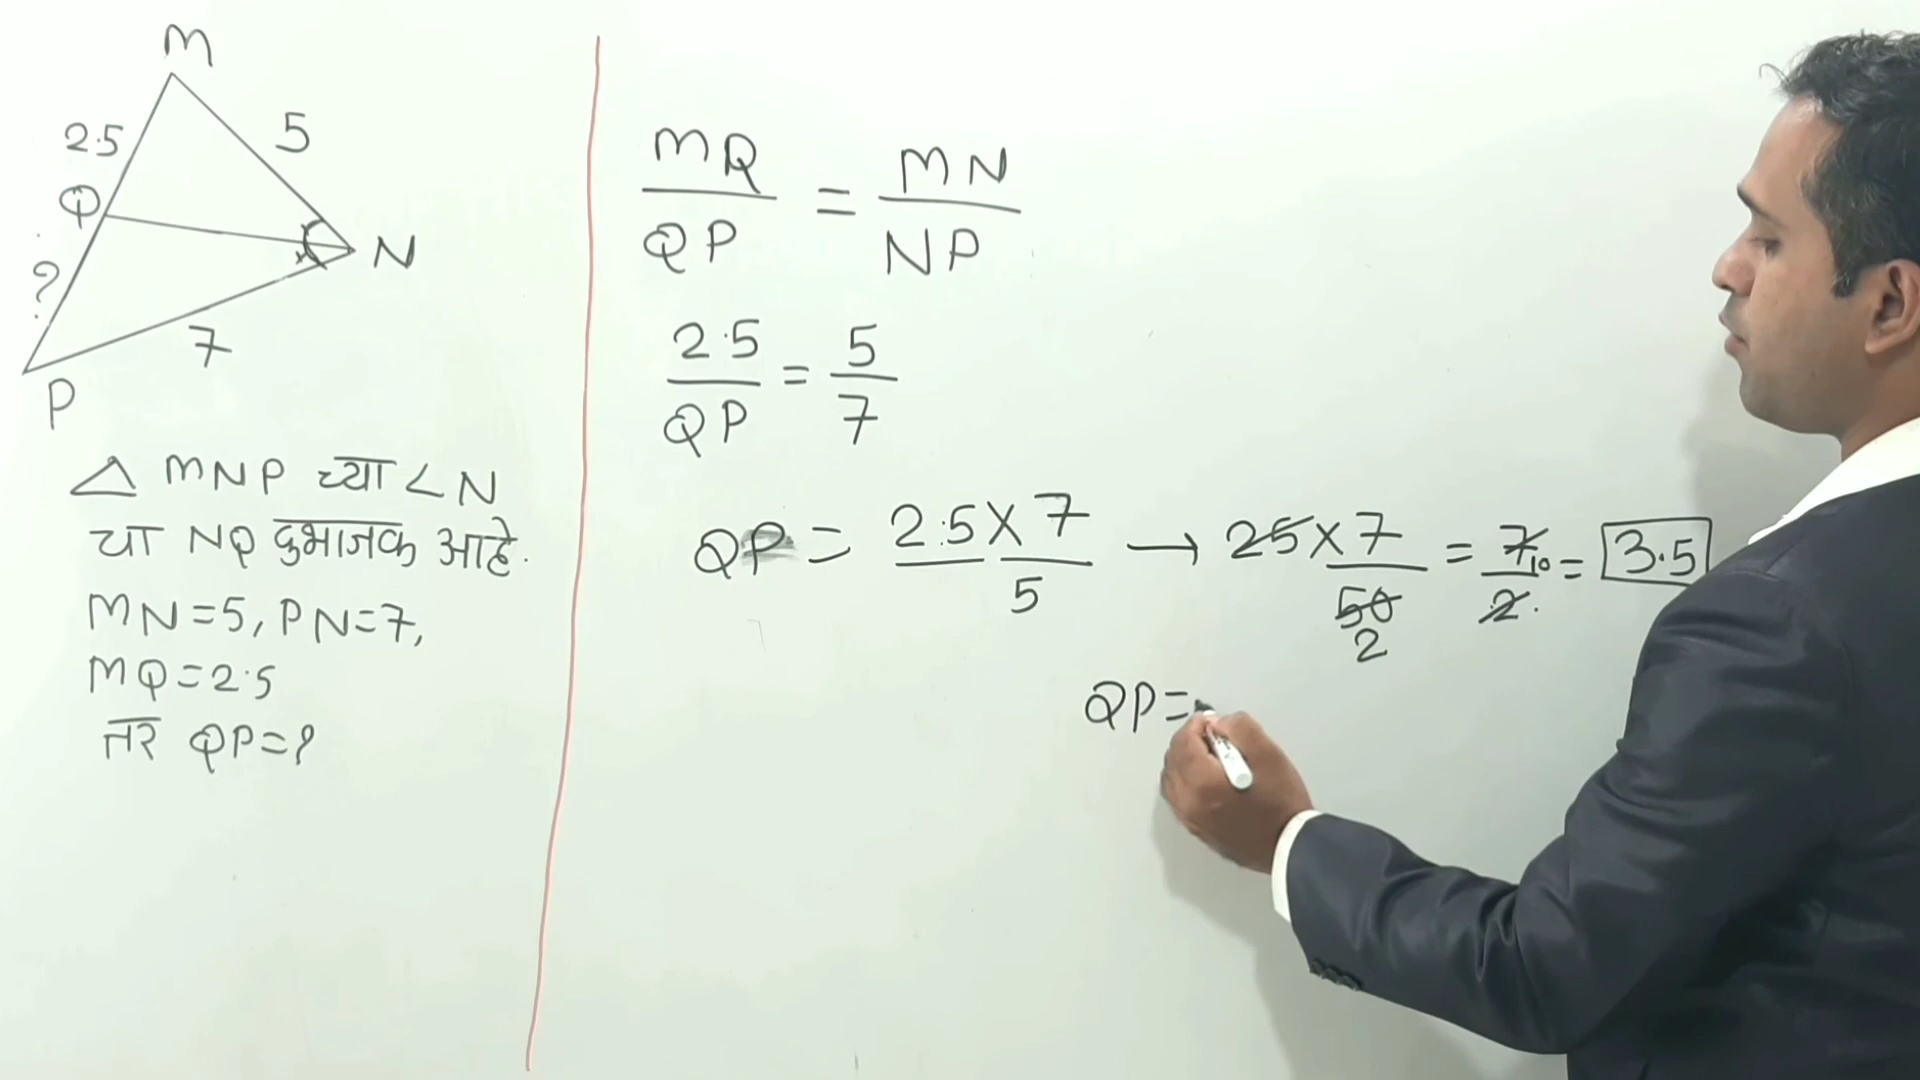 M
2.5
5
Q
N
?
7
P
△ MNP च्या ∠N
चा NQ दुभाजक आहे.
MN=5, PN=7,
MQ=2.5
तर QP=?
MQ/QP = MN/NP
2.5/QP = 5/7
QP = 2.5×7/5 → 25×7/50 2 = 7/2 10 = 3.5
QP=